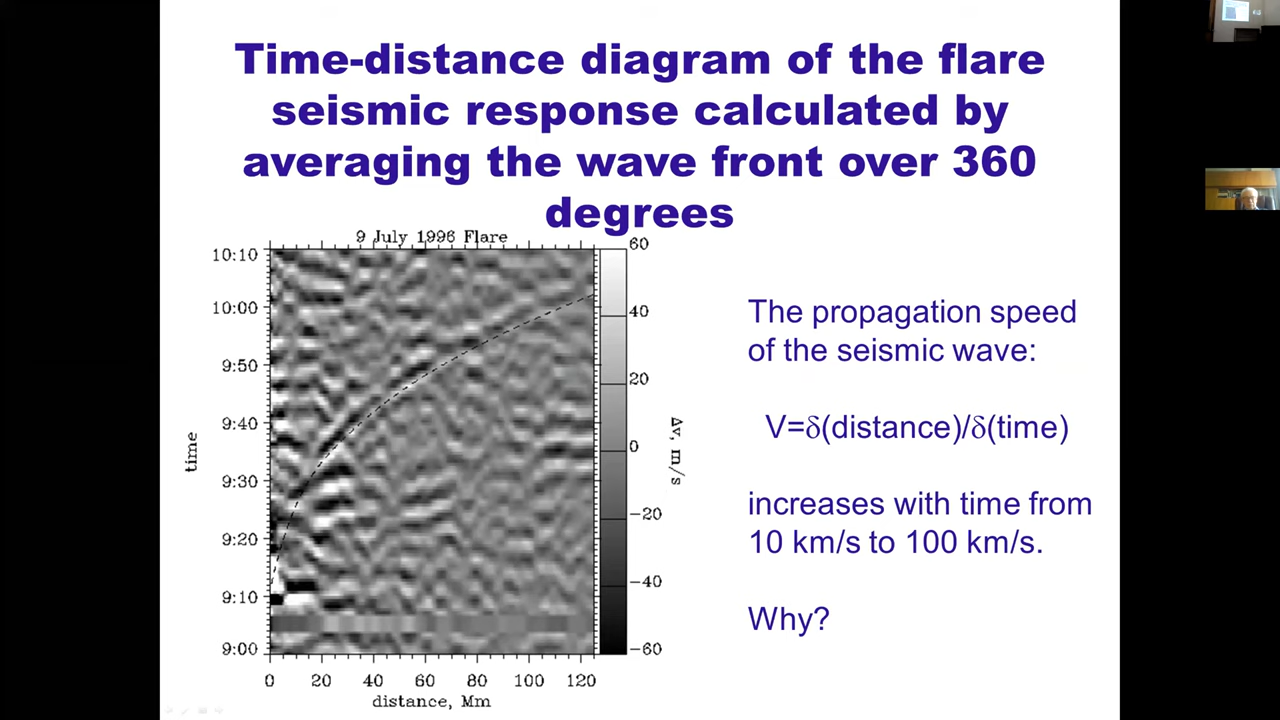 Time-distance diagram of the flare
seismic response calculated by
averaging the wave front over 360
degrees
9 July 1996 Flare
10:10
10:00
9:50
9:40
9:30
9:20
9:10
9:00
time
0 20 40 60 80 100 120
distance, Mm
60
40
20
0
−20
−40
−60
Δv, m/s
The propagation speed
of the seismic wave:
V=δ(distance)/δ(time)
increases with time from
10 km/s to 100 km/s.
Why?